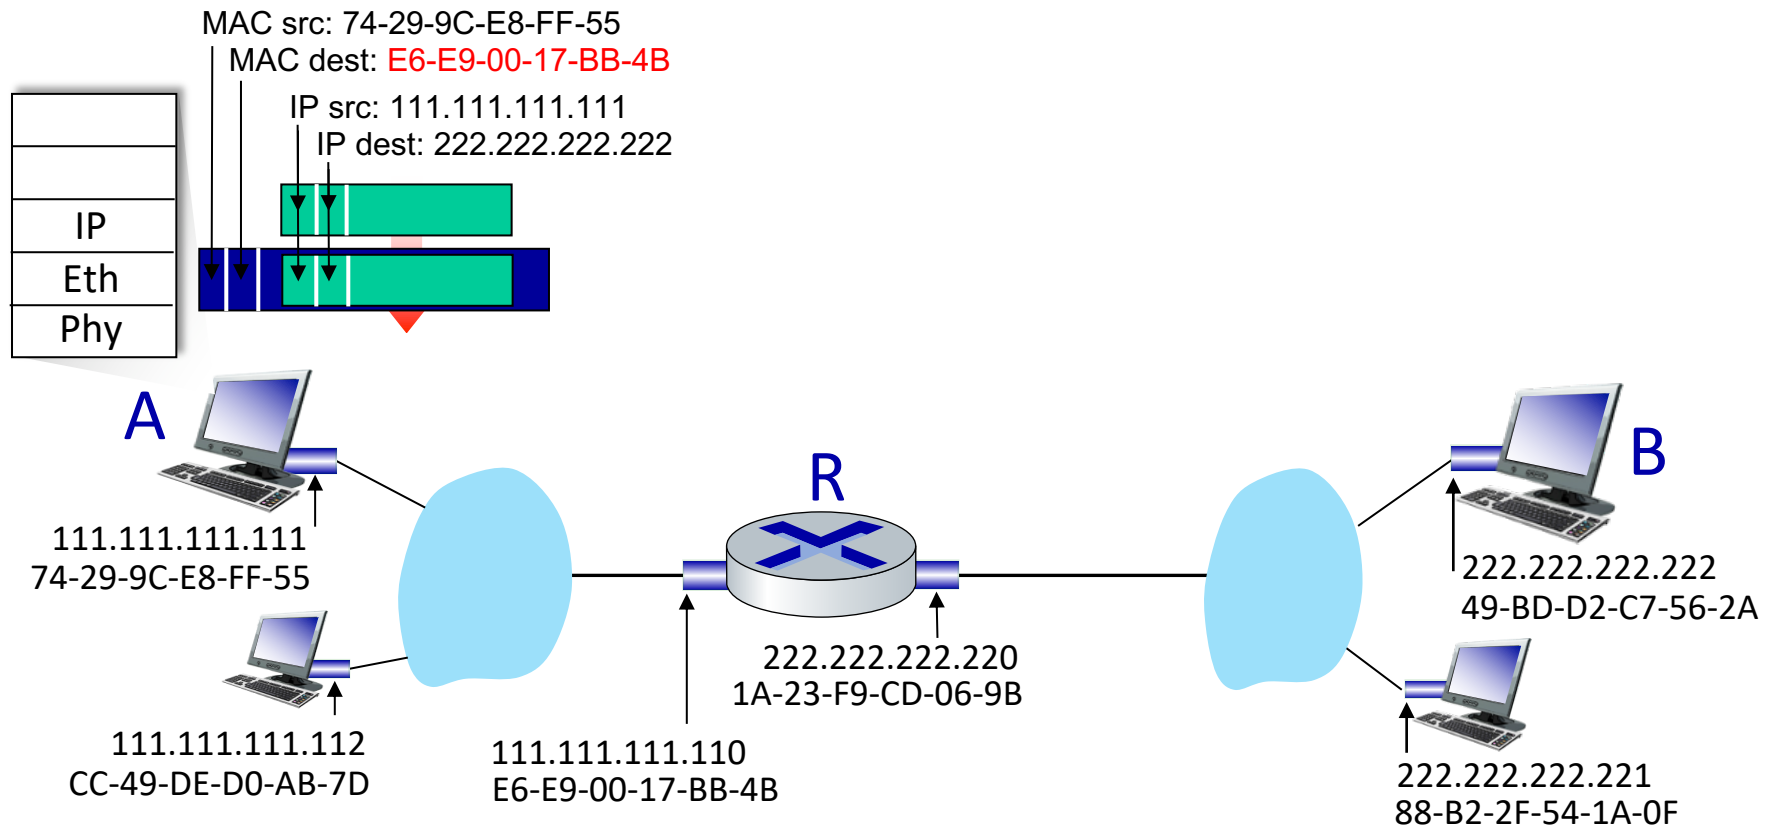 MAC src: 74-29-9C-E8-FF-55
MAC dest: E6-E9-00-17-BB-4B
IP src: 111.111.111.111
IP dest: 222.222.222.222
IP
Eth
Phy
A
R
B
111.111.111.111
74-29-9C-E8-FF-55
222.222.222.222
49-BD-D2-C7-56-2A
222.222.222.220
1A-23-F9-CD-06-9B
111.111.111.112
CC-49-DE-D0-AB-7D
111.111.111.110
E6-E9-00-17-BB-4B
222.222.222.221
88-B2-2F-54-1A-0F